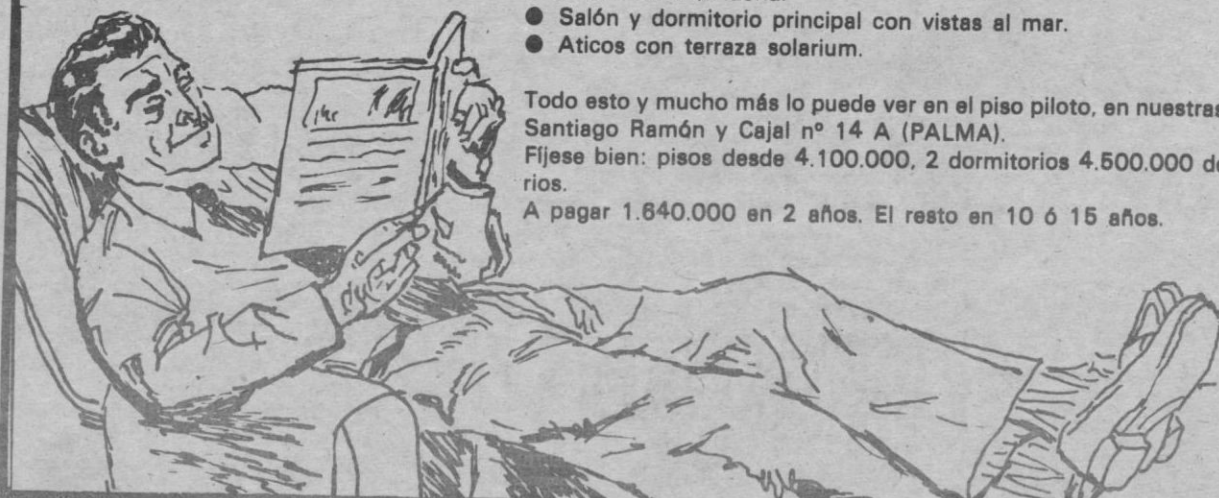 ● Salón y dormitorio principal con vistas al mar.
● Aticos con terraza solarium.
Todo esto y mucho más lo puede ver en el piso piloto, en nuestras
Santiago Ramón y Cajal nº 14 A (PALMA).
Fíjese bien: pisos desde 4.100.000, 2 dormitorios 4.500.000 de
rios.
A pagar 1.640.000 en 2 años. El resto en 10 ó 15 años.